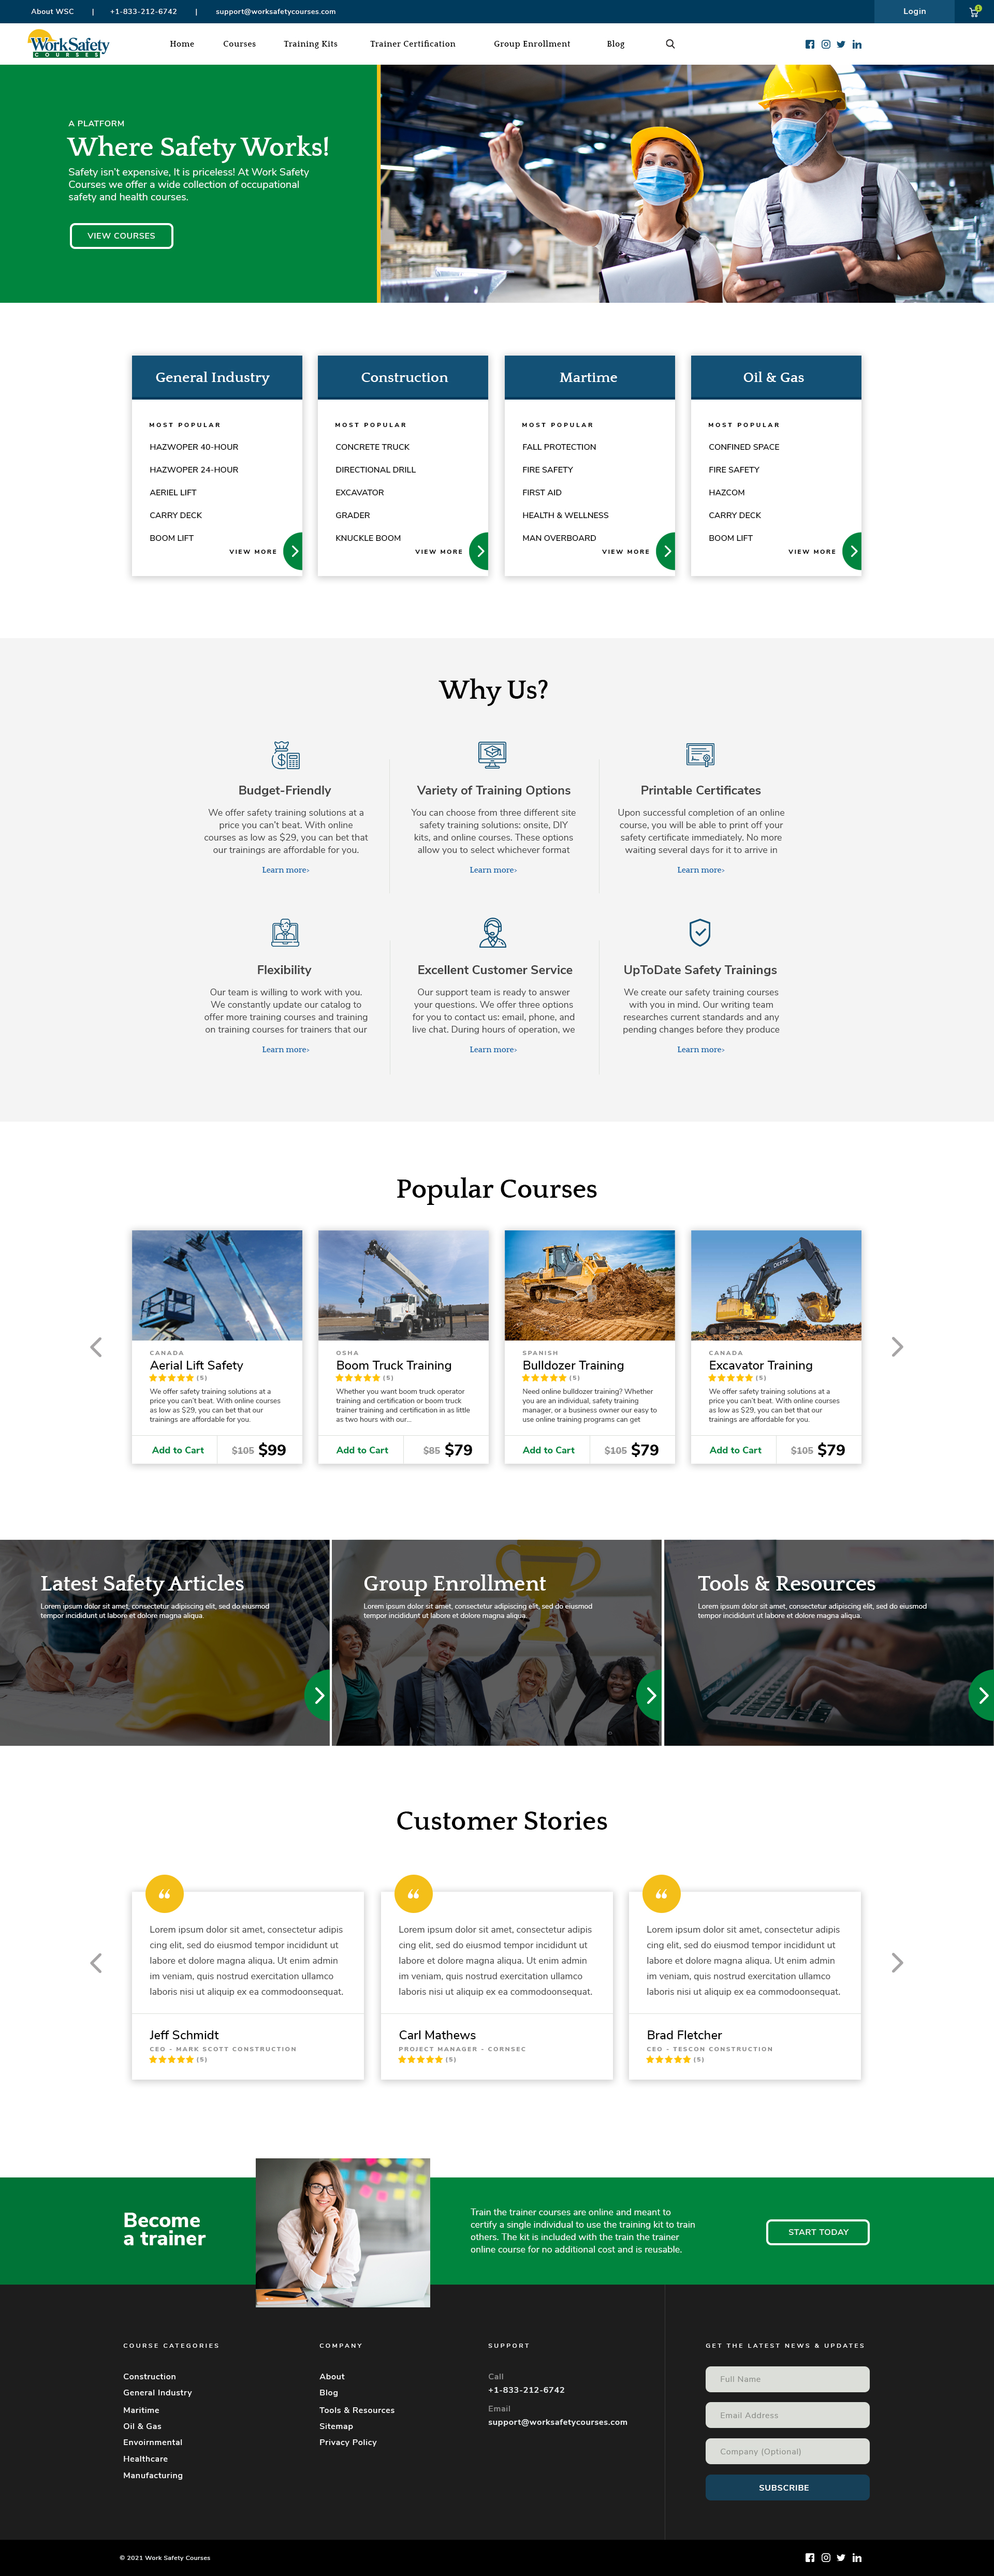 About WSC | +1-833-212-6742 | support@worksafetycourses.com
Login
1
WorkSafety
COURSES
Home Courses Training Kits Trainer Certification Group Enrollment Blog
A PLATFORM
Where Safety Works!
Safety isn't expensive, It is priceless! At Work Safety
Courses we offer a wide collection of occupational
safety and health courses.
VIEW COURSES
General Industry
MOST POPULAR
HAZWOPER 40-HOUR
HAZWOPER 24-HOUR
AERIEL LIFT
CARRY DECK
BOOM LIFT
VIEW MORE
Construction
MOST POPULAR
CONCRETE TRUCK
DIRECTIONAL DRILL
EXCAVATOR
GRADER
KNUCKLE BOOM
VIEW MORE
Martime
MOST POPULAR
FALL PROTECTION
FIRE SAFETY
FIRST AID
HEALTH & WELLNESS
MAN OVERBOARD
VIEW MORE
Oil & Gas
MOST POPULAR
CONFINED SPACE
FIRE SAFETY
HAZCOM
CARRY DECK
BOOM LIFT
VIEW MORE
Why Us?
Budget-Friendly
We offer safety training solutions at a
price you can't beat. With online
courses as low as $29, you can bet that
our trainings are affordable for you.
Learn more>
Variety of Training Options
You can choose from three different site
safety training solutions: onsite, DIY
kits, and online courses. These options
allow you to select whichever format
Learn more>
Printable Certificates
Upon successful completion of an online
course, you will be able to print off your
safety certificate immediately. No more
waiting several days for it to arrive in
Learn more>
Flexibility
Our team is willing to work with you.
We constantly update our catalog to
offer more training courses and training
on training courses for trainers that our
Learn more>
Excellent Customer Service
Our support team is ready to answer
your questions. We offer three options
for you to contact us: email, phone, and
live chat. During hours of operation, we
Learn more>
UpToDate Safety Trainings
We create our safety training courses
with you in mind. Our writing team
researches current standards and any
pending changes before they produce
Learn more>
Popular Courses
CANADA
Aerial Lift Safety
(5)
We offer safety training solutions at a
price you can't beat. With online courses
as low as $29, you can bet that our
trainings are affordable for you.
Add to Cart $105 $99
OSHA
Boom Truck Training
(5)
Whether you want boom truck operator
training and certification or boom truck
trainer training and certification in as little
as two hours with our...
Add to Cart $85 $79
SPANISH
Bulldozer Training
(5)
Need online bulldozer training? Whether
you are an individual, safety training
manager, or a business owner our easy to
use online training programs can get
Add to Cart $105 $79
DEERE
CANADA
Excavator Training
(5)
We offer safety training solutions at a
price you can't beat. With online courses
as low as $29, you can bet that our
trainings are affordable for you.
Add to Cart $105 $79
Latest Safety Articles
Lorem ipsum dolor sit amet, consectetur adipiscing elit, sed do eiusmod
tempor incididunt ut labore et dolore magna aliqua.
Group Enrollment
Lorem ipsum dolor sit amet, consectetur adipiscing elit, sed do eiusmod
tempor incididunt ut labore et dolore magna aliqua.
Tools & Resources
Lorem ipsum dolor sit amet, consectetur adipiscing elit, sed do eiusmod
tempor incididunt ut labore et dolore magna aliqua.
Customer Stories
“
Lorem ipsum dolor sit amet, consectetur adipis
cing elit, sed do eiusmod tempor incididunt ut
labore et dolore magna aliqua. Ut enim admin
im veniam, quis nostrud exercitation ullamco
laboris nisi ut aliquip ex ea commodoonsequat.
Jeff Schmidt
CEO - MARK SCOTT CONSTRUCTION
(5)
“
Lorem ipsum dolor sit amet, consectetur adipis
cing elit, sed do eiusmod tempor incididunt ut
labore et dolore magna aliqua. Ut enim admin
im veniam, quis nostrud exercitation ullamco
laboris nisi ut aliquip ex ea commodoonsequat.
Carl Mathews
PROJECT MANAGER - CORNSEC
(5)
“
Lorem ipsum dolor sit amet, consectetur adipis
cing elit, sed do eiusmod tempor incididunt ut
labore et dolore magna aliqua. Ut enim admin
im veniam, quis nostrud exercitation ullamco
laboris nisi ut aliquip ex ea commodoonsequat.
Brad Fletcher
CEO - TESCON CONSTRUCTION
(5)
Become
a trainer
Train the trainer courses are online and meant to
certify a single individual to use the training kit to train
others. The kit is included with the train the trainer
online course for no additional cost and is reusable.
START TODAY
COURSE CATEGORIES
Construction
General Industry
Maritime
Oil & Gas
Envoirnmental
Healthcare
Manufacturing
COMPANY
About
Blog
Tools & Resources
Sitemap
Privacy Policy
SUPPORT
Call
+1-833-212-6742
Email
support@worksafetycourses.com
GET THE LATEST NEWS & UPDATES
Full Name
Email Address
Company (Optional)
SUBSCRIBE
© 2021 Work Safety Courses